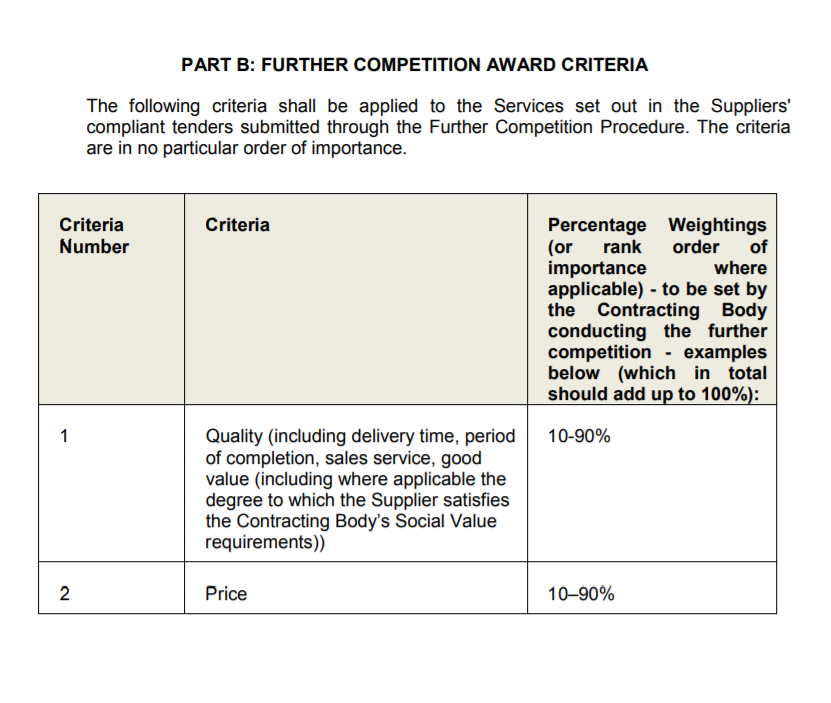 PART B: FURTHER COMPETITION AWARD CRITERIA
The following criteria shall be applied to the Services set out in the Suppliers'
compliant tenders submitted through the Further Competition Procedure. The criteria
are in no particular order of importance.
Criteria
Number
Criteria
Percentage Weightings
(or rank order of
importance where
applicable) - to be set by
the Contracting Body
conducting the further
competition - examples
below (which in total
should add up to 100%):
1
Quality (including delivery time, period
of completion, sales service, good
value (including where applicable the
degree to which the Supplier satisfies
the Contracting Body's Social Value
requirements))
10-90%
2
Price
10–90%